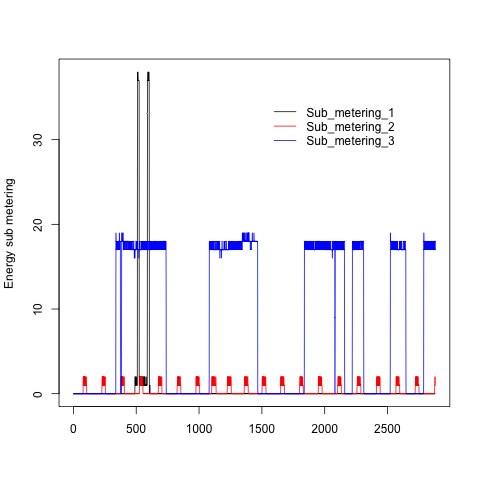 Sub_metering_1
Sub_metering_2
Sub_metering_3
Energy sub metering
30
20
10
0
0 500 1000 1500 2000 2500